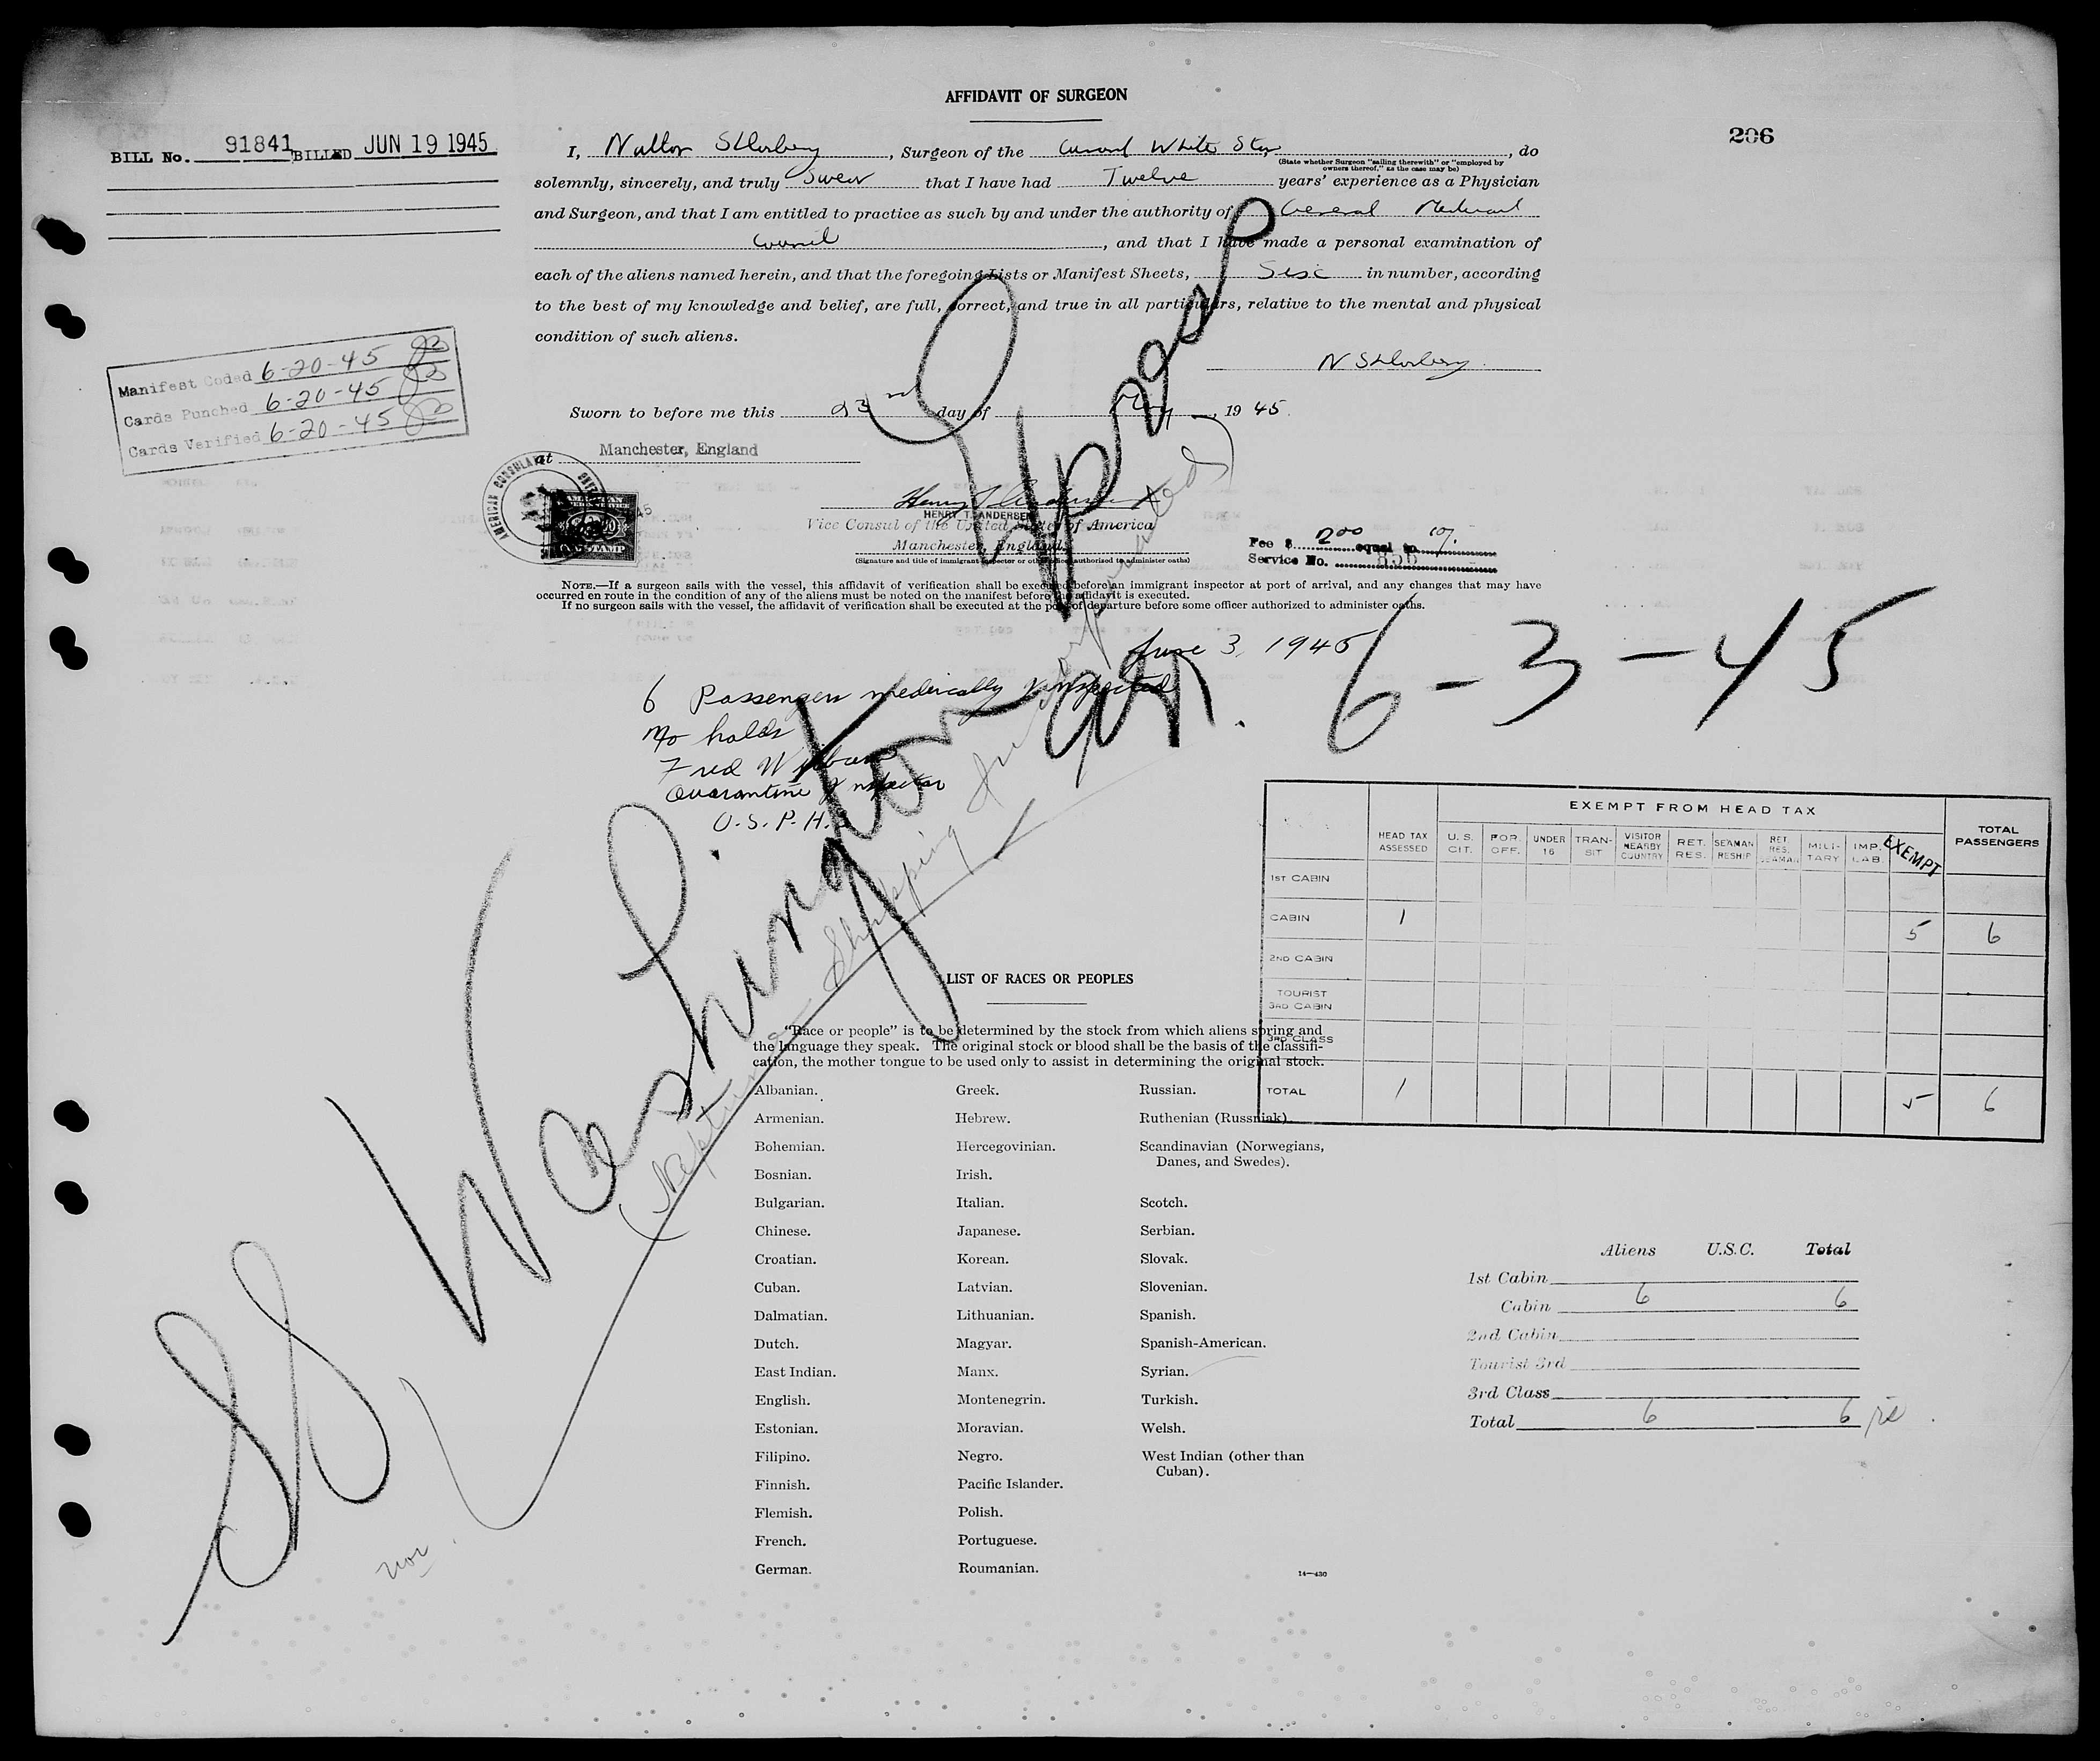 AFFIDAVIT OF SURGEON
206
BILL No. 91841 BILLED JUN 19 1945
I, , Surgeon of the Cunard White Star, do
(State whether Surgeon "sailing therewith" or "employed by
owners thereof," as the case may be)
solemnly, sincerely, and truly Swear that I have had Twelve years' experience as a Physician
and Surgeon, and that I am entitled to practice as such by and under the authority of General Medical
Council, and that I have made a personal examination of
each of the aliens named herein, and that the foregoing Lists or Manifest Sheets, in number, according
to the best of my knowledge and belief, are full, correct, and true in all particulars, relative to the mental and physical
condition of such aliens.
Manifest Coded 6-20-45
Cards Punched 6-20-45
Cards Verified 6-20-45
Sworn to before me this 23rd day of May, 1945.
at Manchester, England
AMERICAN CONSULATE
HENRY T. ANDERSEN
Vice Consul of the United States of America
Manchester, England.
(Signature and title of immigrant inspector or other officer authorized to administer oaths)
Fee $ 2.00 equal to 10/.
Service No. 856
NOTE.—If a surgeon sails with the vessel, this affidavit of verification shall be executed before an immigrant inspector at port of arrival, and any changes that may have
occurred en route in the condition of any of the aliens must be noted on the manifest before the affidavit is executed.
If no surgeon sails with the vessel, the affidavit of verification shall be executed at the port of departure before some officer authorized to administer oaths.
June 3, 1945
6-3-45
6 Passengers medically inspected
No holds
Fred
Quarantine Inspector
U.S.P.H.S
SS Washington Express
Shipping Incorporated)
EXEMPT FROM HEAD TAX
HEAD TAX ASSESSED U. S. CIT. FOR. OFF. UNDER 16 TRANSIT VISITOR NEARBY COUNTRY RET. RES. SEAMAN RESHIP RET. RES. SEAMAN MILITARY IMP. LAB. EXEMPT TOTAL PASSENGERS
1ST CABIN
CABIN 1 5 6
2ND CABIN
TOURIST 3RD CABIN
3RD CLASS
TOTAL 1 5 6
LIST OF RACES OR PEOPLES
"Race or people" is to be determined by the stock from which aliens spring and
the language they speak. The original stock or blood shall be the basis of the classifi-
cation, the mother tongue to be used only to assist in determining the original stock.
Albanian. Greek. Russian.
Armenian. Hebrew. Ruthenian (Russniak).
Bohemian. Hercegovinian. Scandinavian (Norwegians,
Danes, and Swedes).
Bosnian. Irish.
Bulgarian. Italian. Scotch.
Chinese. Japanese. Serbian.
Croatian. Korean. Slovak.
Cuban. Latvian. Slovenian.
Dalmatian. Lithuanian. Spanish.
Dutch. Magyar. Spanish-American.
East Indian. Manx. Syrian.
English. Montenegrin. Turkish.
Estonian. Moravian. Welsh.
Filipino. Negro. West Indian (other than
Cuban).
Finnish. Pacific Islander.
Flemish. Polish.
French. Portuguese.
German. Roumanian.
14—430
Aliens U.S.C. Total
1st Cabin
Cabin 6 6
2nd Cabin
Tourist 3rd
3rd Class
Total 6 6